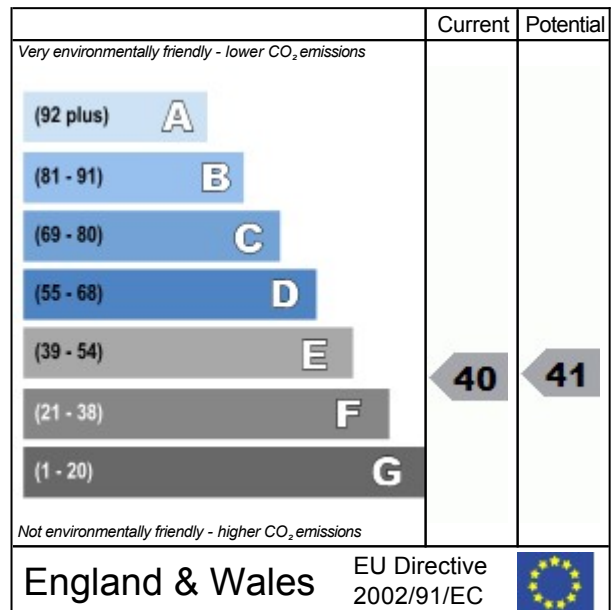 Current Potential
Very environmentally friendly - lower CO₂ emissions
(92 plus) A
(81 - 91) B
(69 - 80) C
(55 - 68) D
(39 - 54) E
40 41
(21 - 38) F
(1 - 20) G
Not environmentally friendly - higher CO₂ emissions
England & Wales
EU Directive
2002/91/EC